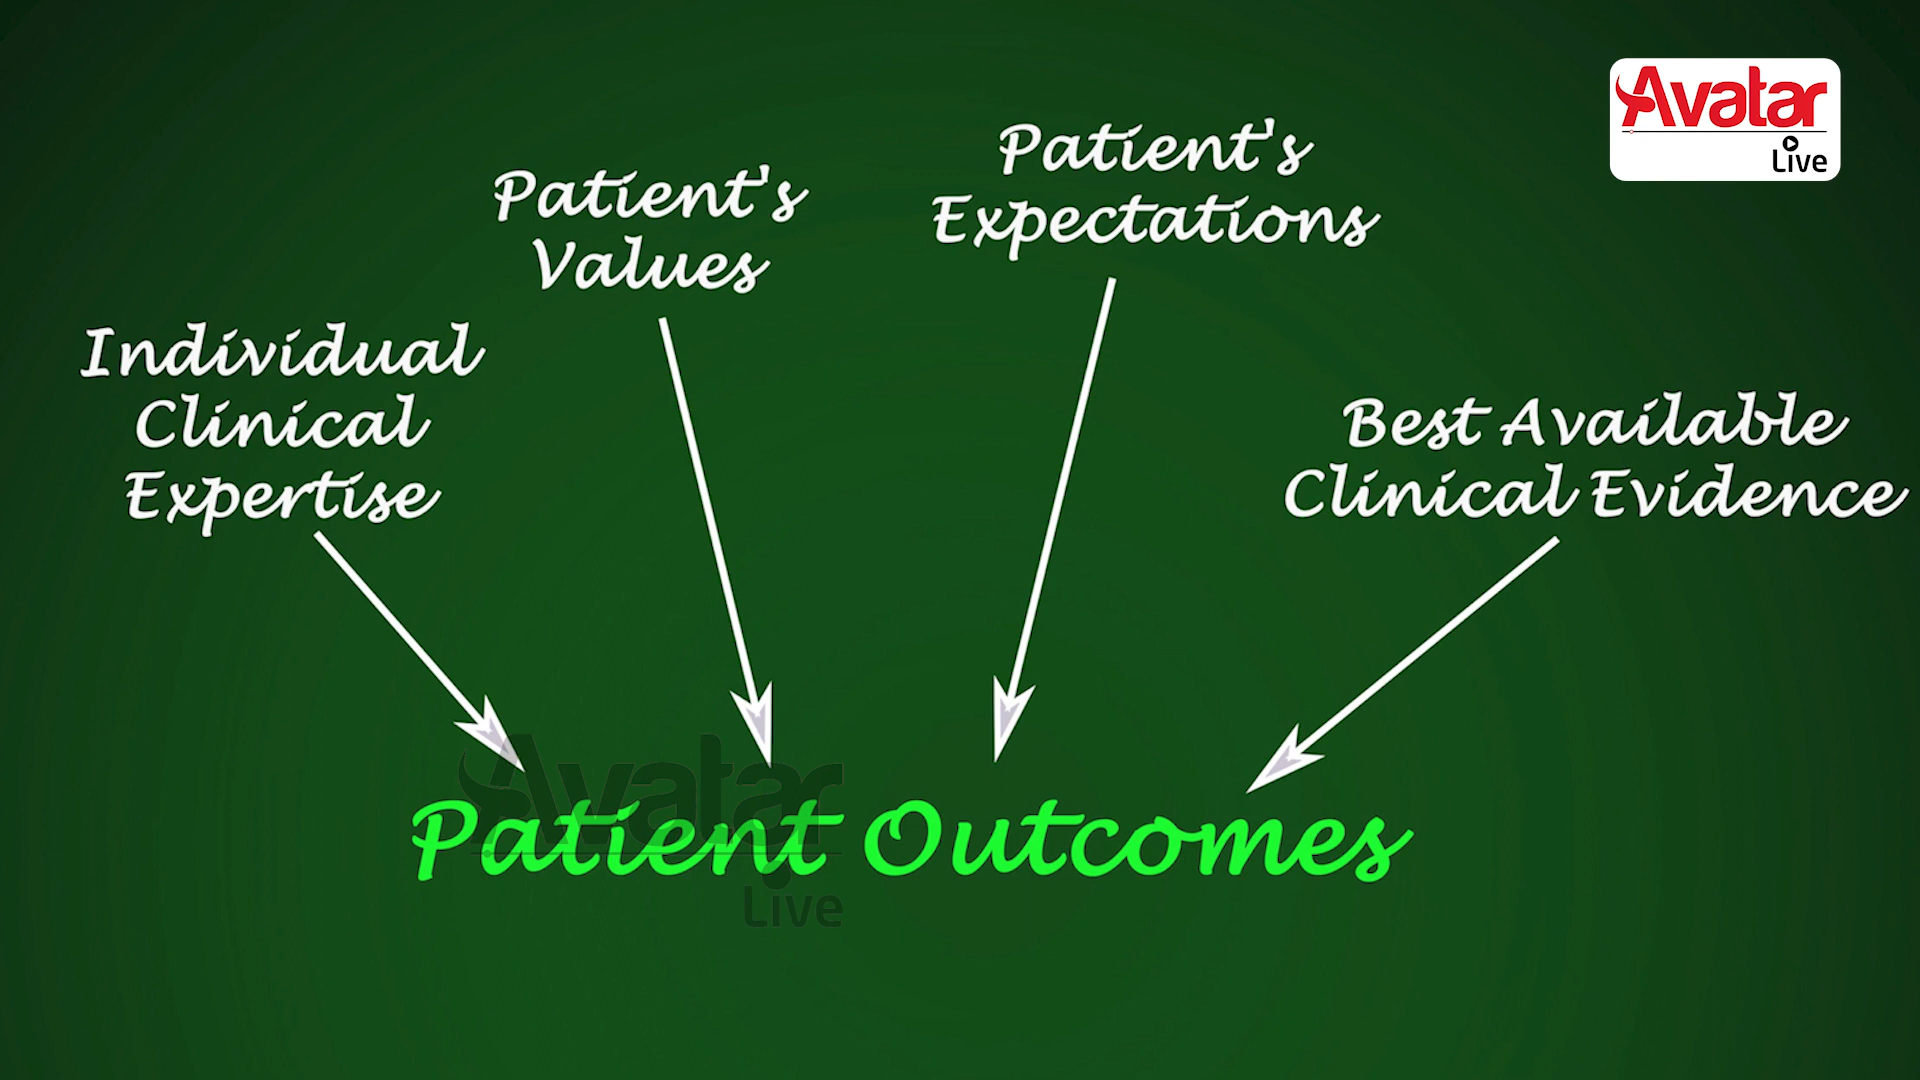 Avatar
Live
Patient's
Expectations
Patient's
Values
Individual
Clinical
Expertise
Best Available
Clinical Evidence
Patient Outcomes
Avatar
Live